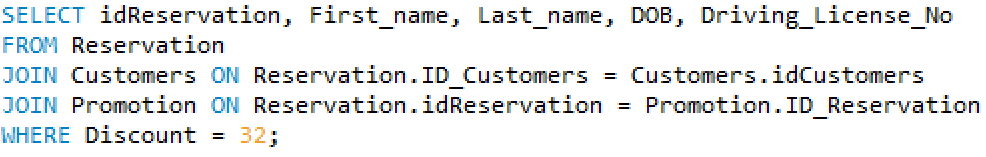 SELECT idReservation, First_name, Last_name, DOB, Driving_License_No
FROM Reservation
JOIN Customers ON Reservation.ID_Customers = Customers.idCustomers
JOIN Promotion ON Reservation.idReservation = Promotion.ID_Reservation
WHERE Discount = 32;